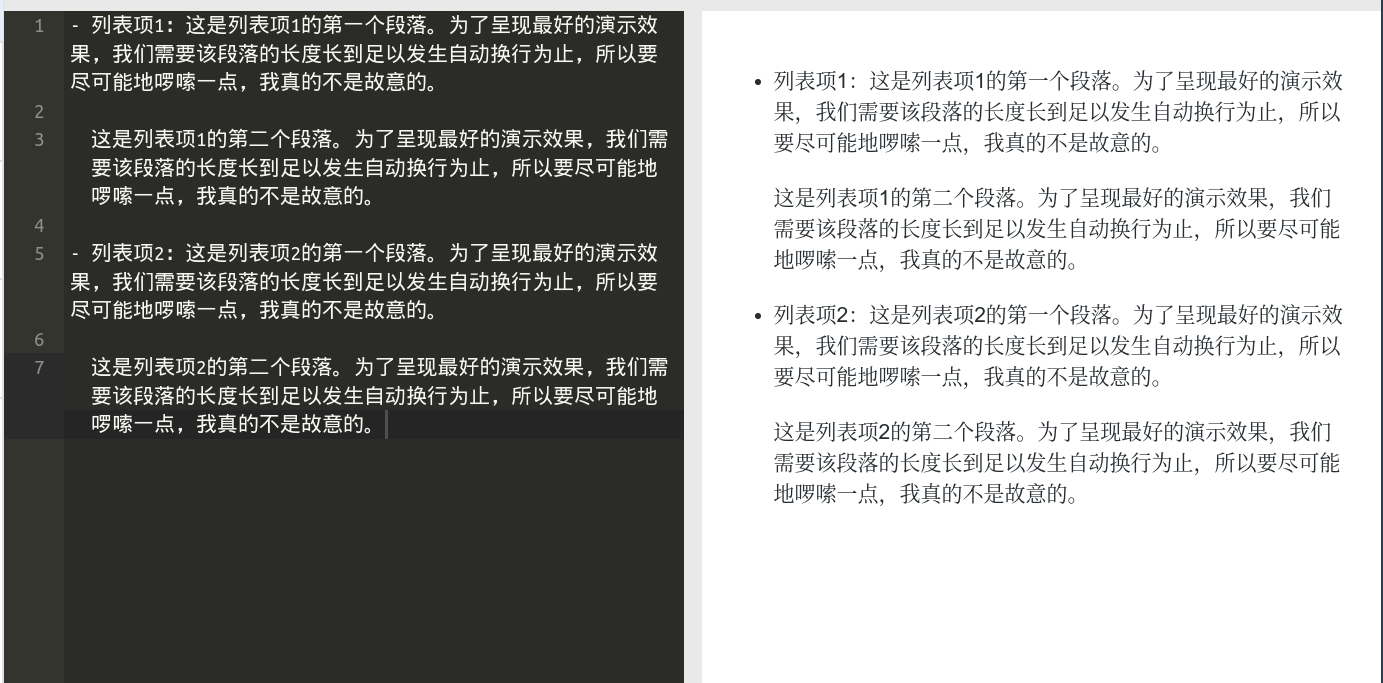 1 - 列表项1: 这是列表项1的第一个段落。为了呈现最好的演示效
果，我们需要该段落的长度长到足以发生自动换行为止，所以要
尽可能地啰嗦一点，我真的不是故意的。
2
3 这是列表项1的第二个段落。为了呈现最好的演示效果，我们需
要该段落的长度长到足以发生自动换行为止，所以要尽可能地
啰嗦一点，我真的不是故意的。
4
5 - 列表项2: 这是列表项2的第一个段落。为了呈现最好的演示效
果，我们需要该段落的长度长到足以发生自动换行为止，所以要
尽可能地啰嗦一点，我真的不是故意的。
6
7 这是列表项2的第二个段落。为了呈现最好的演示效果，我们需
要该段落的长度长到足以发生自动换行为止，所以要尽可能地
啰嗦一点，我真的不是故意的。
• 列表项1：这是列表项1的第一个段落。为了呈现最好的演示效
果，我们需要该段落的长度长到足以发生自动换行为止，所以
要尽可能地啰嗦一点，我真的不是故意的。
这是列表项1的第二个段落。为了呈现最好的演示效果，我们
需要该段落的长度长到足以发生自动换行为止，所以要尽可能
地啰嗦一点，我真的不是故意的。
• 列表项2：这是列表项2的第一个段落。为了呈现最好的演示效
果，我们需要该段落的长度长到足以发生自动换行为止，所以
要尽可能地啰嗦一点，我真的不是故意的。
这是列表项2的第二个段落。为了呈现最好的演示效果，我们
需要该段落的长度长到足以发生自动换行为止，所以要尽可能
地啰嗦一点，我真的不是故意的。